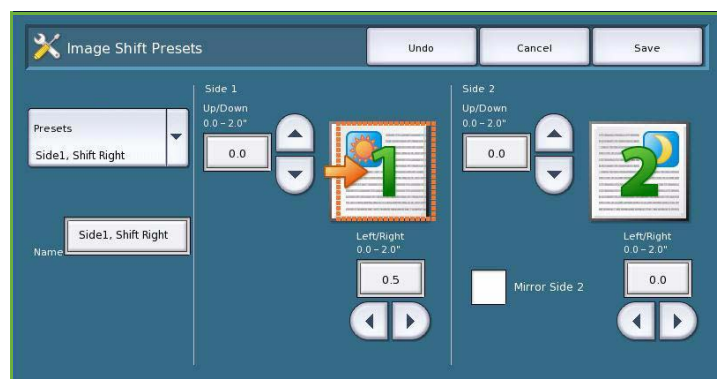 Image Shift Presets
Undo
Cancel
Save
Presets
Side1, Shift Right
Name
Side1, Shift Right
Side 1
Up/Down
0.0 – 2.0"
0.0
1
Left/Right
0.0 – 2.0"
0.5
Side 2
Up/Down
0.0 – 2.0"
0.0
2
Left/Right
0.0 – 2.0"
0.0
Mirror Side 2